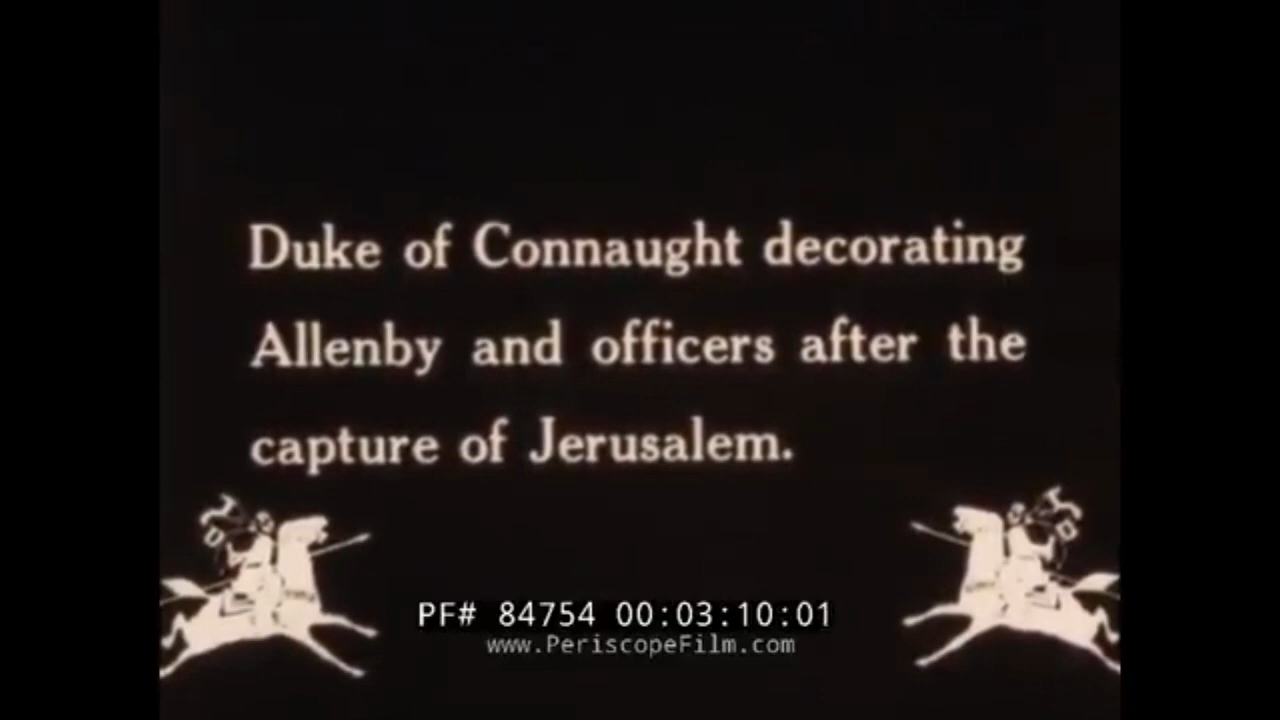 Duke of Connaught decorating
Allenby and officers after the
capture of Jerusalem.
PF# 84754 00:03:10:01
www.PeriscopeFilm.com